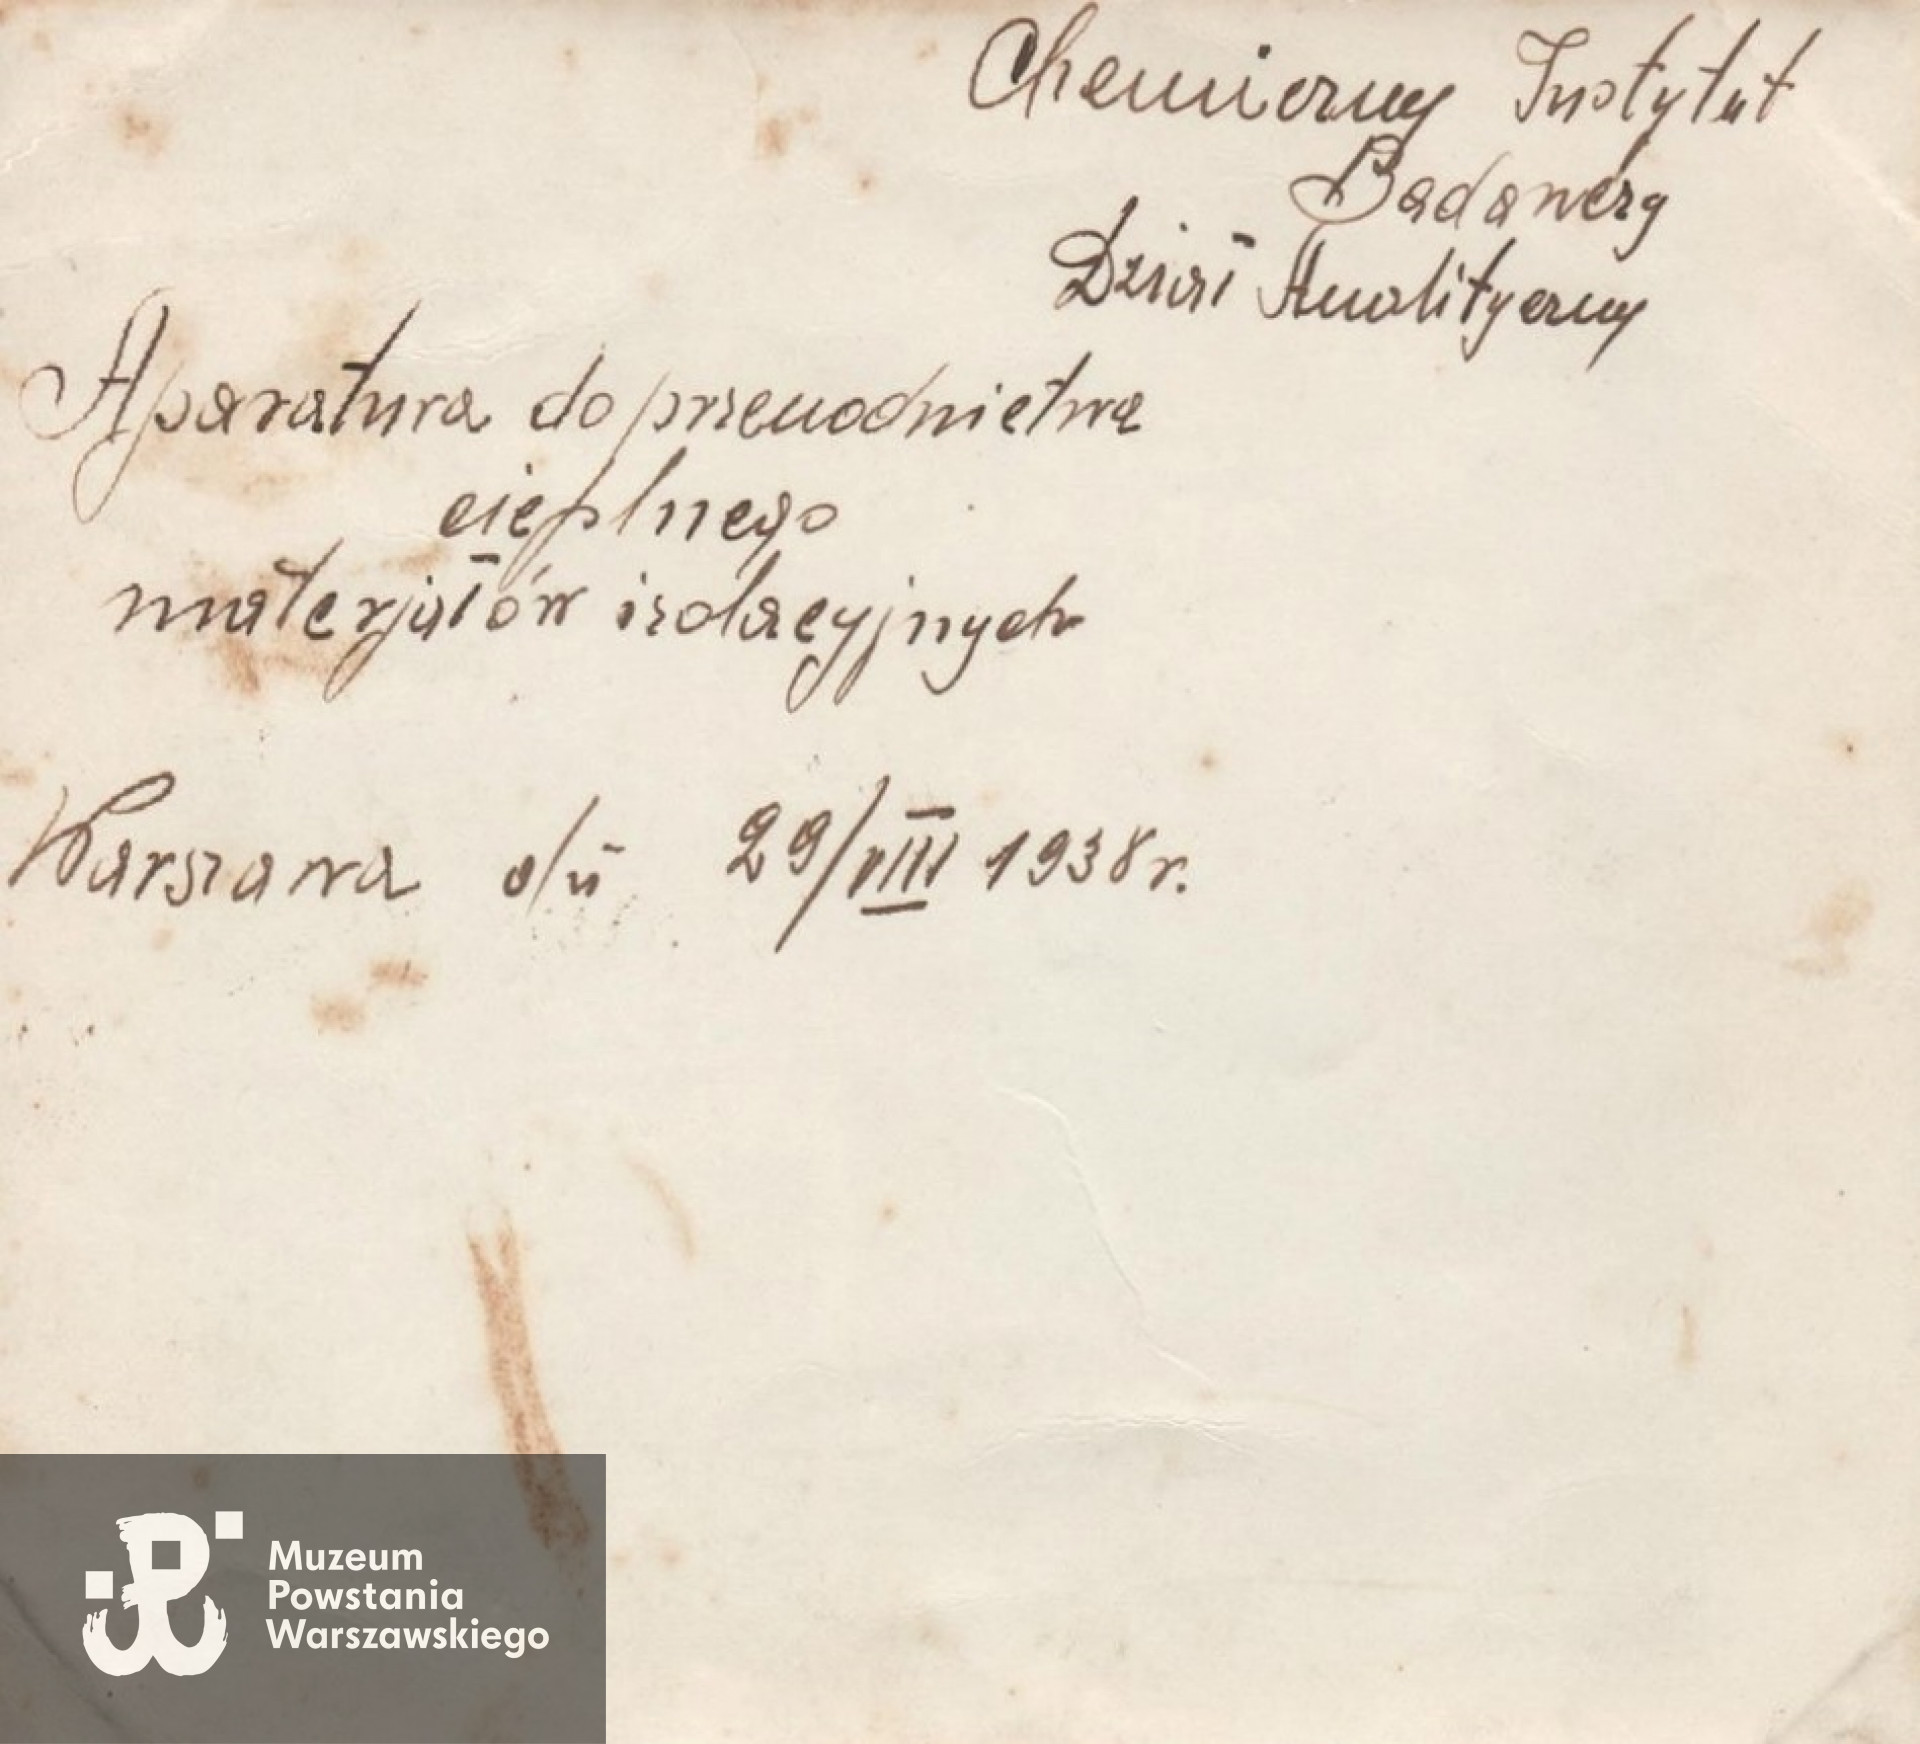 Chemiczny Instytut
Badawczy
Dział Analityczny
Aparatura do przewodnictwa
cieplnego
materjałów izolacyjnych
Warszawa d/ń 29/VIII 1938 r.
Muzeum
Powstania
Warszawskiego